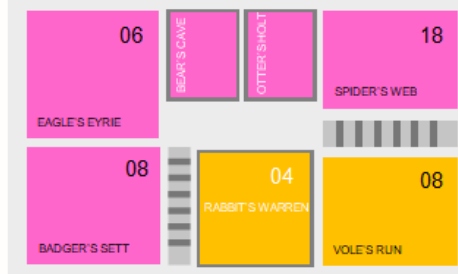 06
EAGLE'S EYRIE
BEAR'S CAVE
OTTER'S HOLT
18
SPIDER'S WEB
08
BADGER'S SETT
04
RABBIT'S WARREN
08
VOLE'S RUN